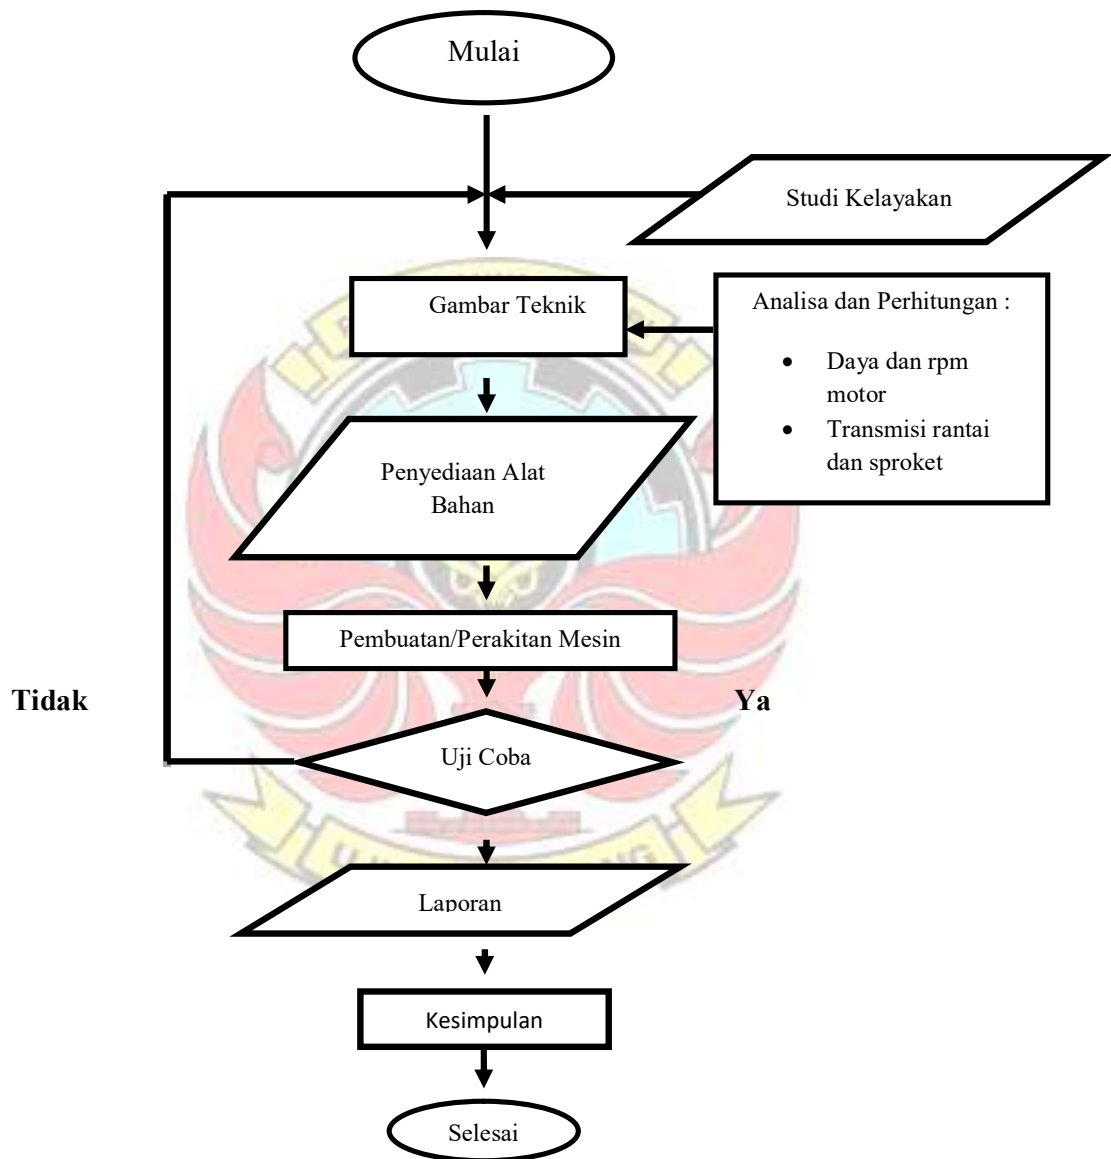 Mulai
Studi Kelayakan
Gambar Teknik
Analisa dan Perhitungan :
• Daya dan rpm
motor
• Transmisi rantai
dan sproket
Penyediaan Alat
Bahan
Pembuatan/Perakitan Mesin
Tidak
Ya
Uji Coba
Laporan
Kesimpulan
Selesai